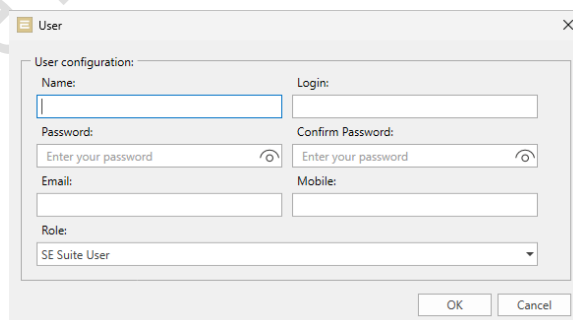 User
User configuration:
Name: Login:
Password: Confirm Password:
Enter your password Enter your password
Email: Mobile:
Role:
SE Suite User
OK Cancel